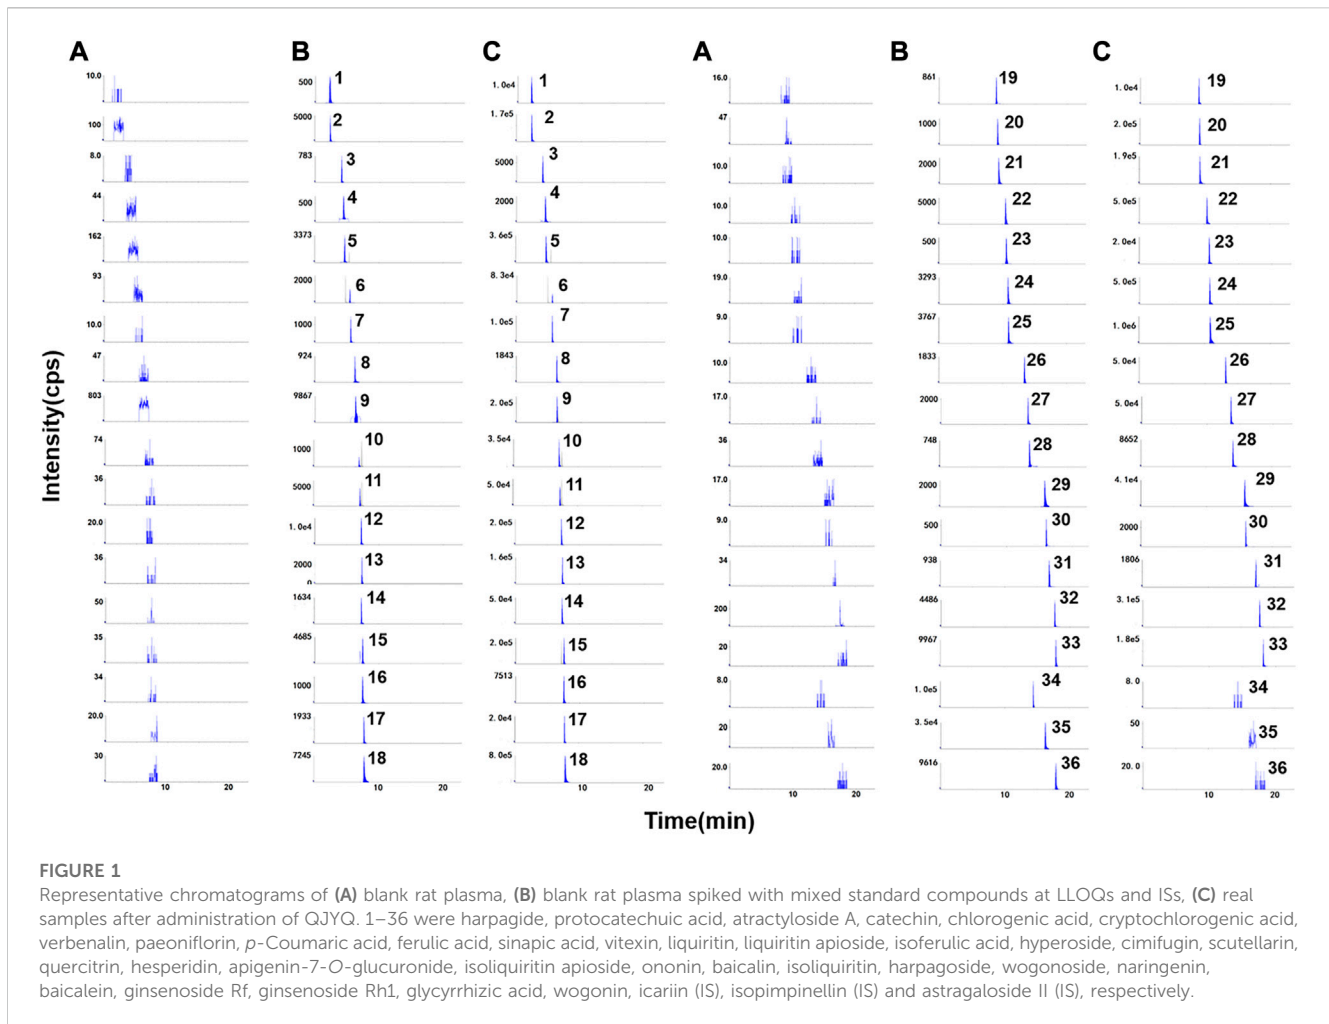 A B C A B C
10.0 500 1 1.0e4 1 16.0 861 19 1.0e4 19
100 5000 2 1.7e5 2 47 1000 20 2.0e5 20
8.0 783 3 5000 3 10.0 2000 21 1.9e5 21
44 500 4 2000 4 10.0 5000 22 5.0e5 22
162 3373 5 3.6e5 5 10.0 500 23 2.0e4 23
93 2000 6 8.3e4 6 19.0 3293 24 5.0e5 24
10.0 1000 7 1.0e5 7 9.0 3767 25 1.0e6 25
47 924 8 1843 8 10.0 1833 26 5.0e4 26
803 9867 9 2.0e5 9 17.0 2000 27 5.0e4 27
74 1000 10 3.5e4 10 36 748 28 8652 28
36 5000 11 5.0e4 11 17.0 2000 29 4.1e4 29
20.0 1.0e4 12 2.0e5 12 9.0 500 30 2000 30
36 2000 0 13 1.6e5 13 34 938 31 1806 31
50 1634 14 5.0e4 14 200 4486 32 3.1e5 32
35 4685 15 2.0e5 15 20 9967 33 1.8e5 33
34 1000 16 7513 16 8.0 1.0e5 34 8.0 34
20.0 1933 17 2.0e4 17 20 3.5e4 35 50 35
30 7245 18 8.0e5 18 20.0 9616 36 20.0 36
10 20 10 20 10 20 10 20 10 20 10 20
Intensity(cps)
Time(min)
FIGURE 1
Representative chromatograms of (A) blank rat plasma, (B) blank rat plasma spiked with mixed standard compounds at LLOQs and ISs, (C) real
samples after administration of QJYQ. 1–36 were harpagide, protocatechuic acid, atractyloside A, catechin, chlorogenic acid, cryptochlorogenic acid,
verbenalin, paeoniflorin, p-Coumaric acid, ferulic acid, sinapic acid, vitexin, liquiritin, liquiritin apioside, isoferulic acid, hyperoside, cimifugin, scutellarin,
quercitrin, hesperidin, apigenin-7-O-glucuronide, isoliquiritin apioside, ononin, baicalin, isoliquiritin, harpagoside, wogonoside, naringenin,
baicalein, ginsenoside Rf, ginsenoside Rh1, glycyrrhizic acid, wogonin, icariin (IS), isopimpinellin (IS) and astragaloside II (IS), respectively.